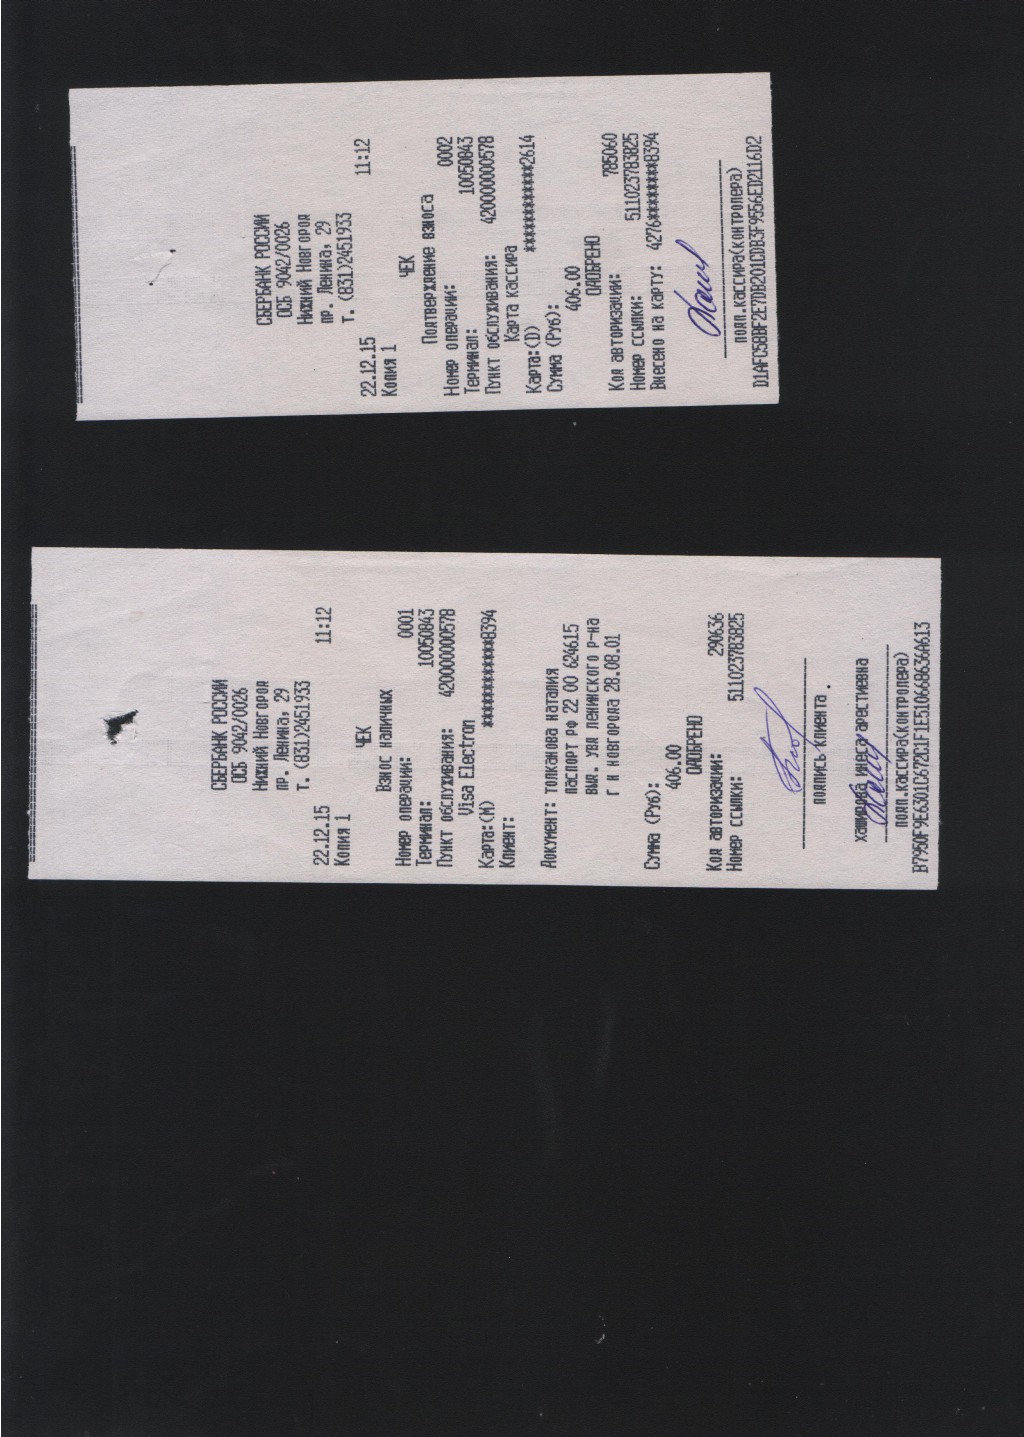 СБЕРБАНК РОССИИ
ОСБ 9042/0026
Нижний Новгород
пр. Ленина, 29
Т. (831)2451933
22.12.15 11:12
Копия 1
ЧЕК
Подтверждение взноса
Номер операции: 0002
Терминал: 10050843
Пункт обслуживания: 420000000578
Карта кассира
Карта:(D) ************2614
Сумма (Руб):
406.00
ОДОБРЕНО
Код авторизации: 785060
Номер ссылки: 511023783825
Внесено на карту: 4276********8394
подп.кассира(контролера)
D1AFC58BF2E7DB201CDB3F9556ED2116D2
СБЕРБАНК РОССИИ
ОСБ 9042/0026
Нижний Новгород
пр. Ленина, 29
Т. (831)2451933
22.12.15 11:12
Копия 1
ЧЕК
Взнос наличных
Номер операции: 0001
Терминал: 10050843
Пункт обслуживания: 420000000578
Visa Electron
Карта:(M) ************8394
Клиент:
Документ: толканова наталия
паспорт РФ 22 00 624615
выд. увд ленинского р-на
г н новгорода 28.08.01
Сумма (Руб):
406.00
ОДОБРЕНО
Код авторизации: 290636
Номер ссылки: 511023783825
подпись клиента.
хаширова инеса арестиевна
подп.кассира(контролера)
B795DF9E6301C672C1F1E51066B636A613